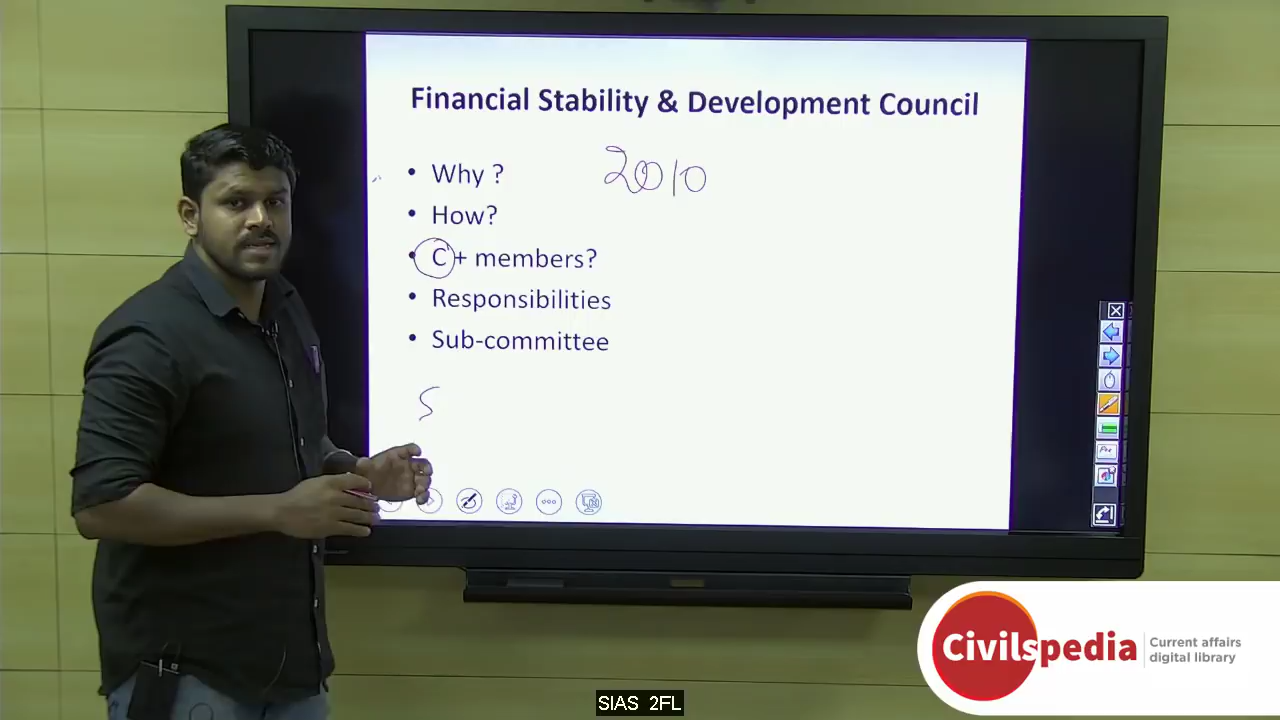 Financial Stability & Development Council
• Why ? 2010
• How?
• C + members?
• Responsibilities
• Sub-committee
S
Civilspedia
Current affairs
digital library
SIAS 2FL